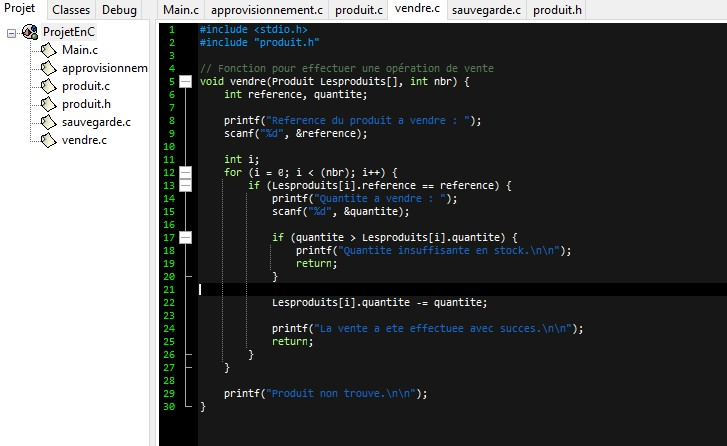 Projet Classes Debug
ProjetEnC
Main.c
approvisionnem
produit.c
produit.h
sauvegarde.c
vendre.c
Main.c approvisionnement.c produit.c vendre.c sauvegarde.c produit.h
1 #include <stdio.h>
2 #include "produit.h"
3
4 // Fonction pour effectuer une opération de vente
5 void vendre(Produit Lesproduits[], int nbr) {
6 int reference, quantite;
7
8 printf("Reference du produit a vendre : ");
9 scanf("%d", &reference);
10
11 int i;
12 for (i = 0; i < (nbr); i++) {
13 if (Lesproduits[i].reference == reference) {
14 printf("Quantite a vendre : ");
15 scanf("%d", &quantite);
16
17 if (quantite > Lesproduits[i].quantite) {
18 printf("Quantite insuffisante en stock.\n\n");
19 return;
20 }
21
22 Lesproduits[i].quantite -= quantite;
23
24 printf("La vente a ete effectuee avec succes.\n\n");
25 return;
26 }
27 }
28
29 printf("Produit non trouve.\n\n");
30 }